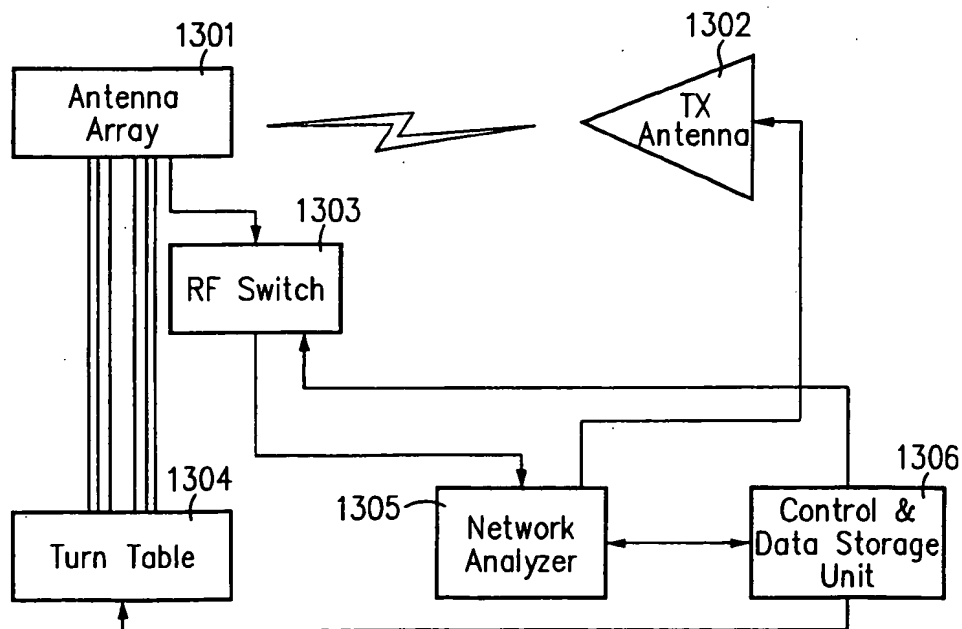 1301
Antenna
Array
1302
TX
Antenna
1303
RF Switch
1304
Turn Table
1305
Network
Analyzer
1306
Control &
Data Storage
Unit